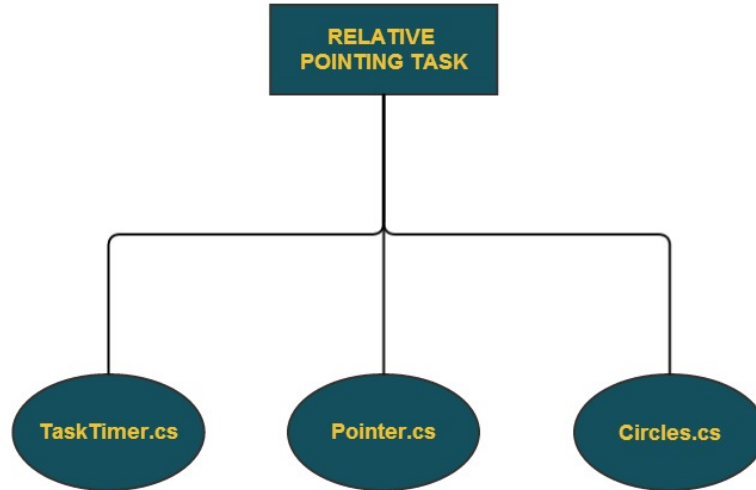 RELATIVE
POINTING TASK
TaskTimer.cs
Pointer.cs
Circles.cs